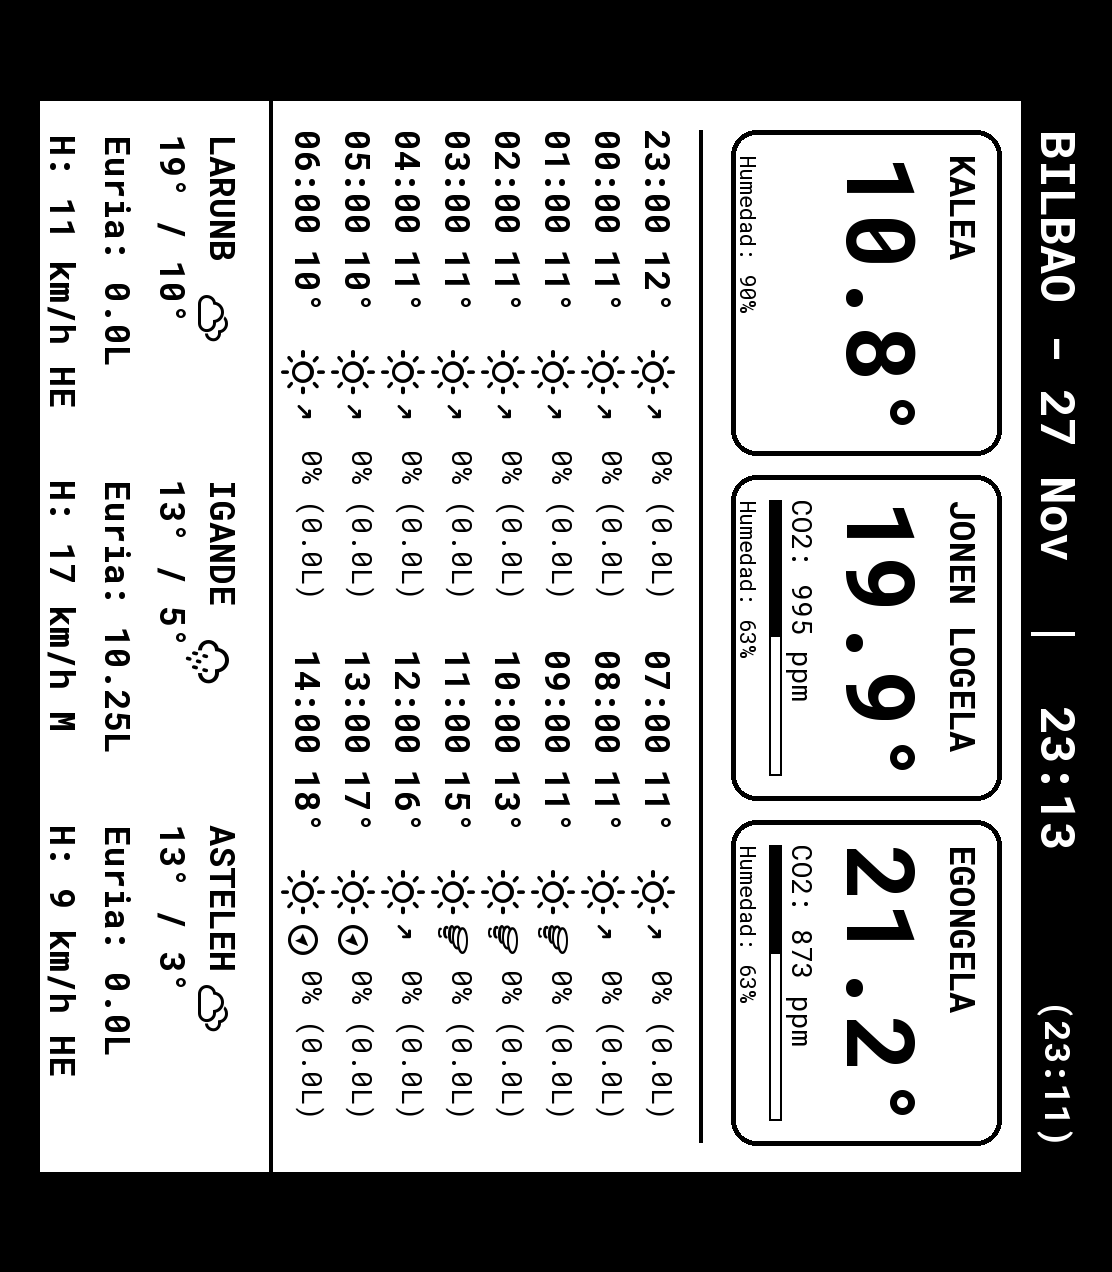 BILBAO - 27 Nov | 23:13 (23:11)
KALEA
10.8°
Humedad: 90%
JONEN LOGELA
19.9°
CO2: 995 ppm
Humedad: 63%
EGONGELA
21.2°
CO2: 873 ppm
Humedad: 63%
23:00 12° 0% (0.0L)
00:00 11° 0% (0.0L)
01:00 11° 0% (0.0L)
02:00 11° 0% (0.0L)
03:00 11° 0% (0.0L)
04:00 11° 0% (0.0L)
05:00 10° 0% (0.0L)
06:00 10° 0% (0.0L)
07:00 11° 0% (0.0L)
08:00 11° 0% (0.0L)
09:00 11° 0% (0.0L)
10:00 13° 0% (0.0L)
11:00 15° 0% (0.0L)
12:00 16° 0% (0.0L)
13:00 17° 0% (0.0L)
14:00 18° 0% (0.0L)
LARUNB
19° / 10°
Euria: 0.0L
H: 11 km/h HE
IGANDE
13° / 5°
Euria: 10.25L
H: 17 km/h M
ASTELEH
13° / 3°
Euria: 0.0L
H: 9 km/h HE